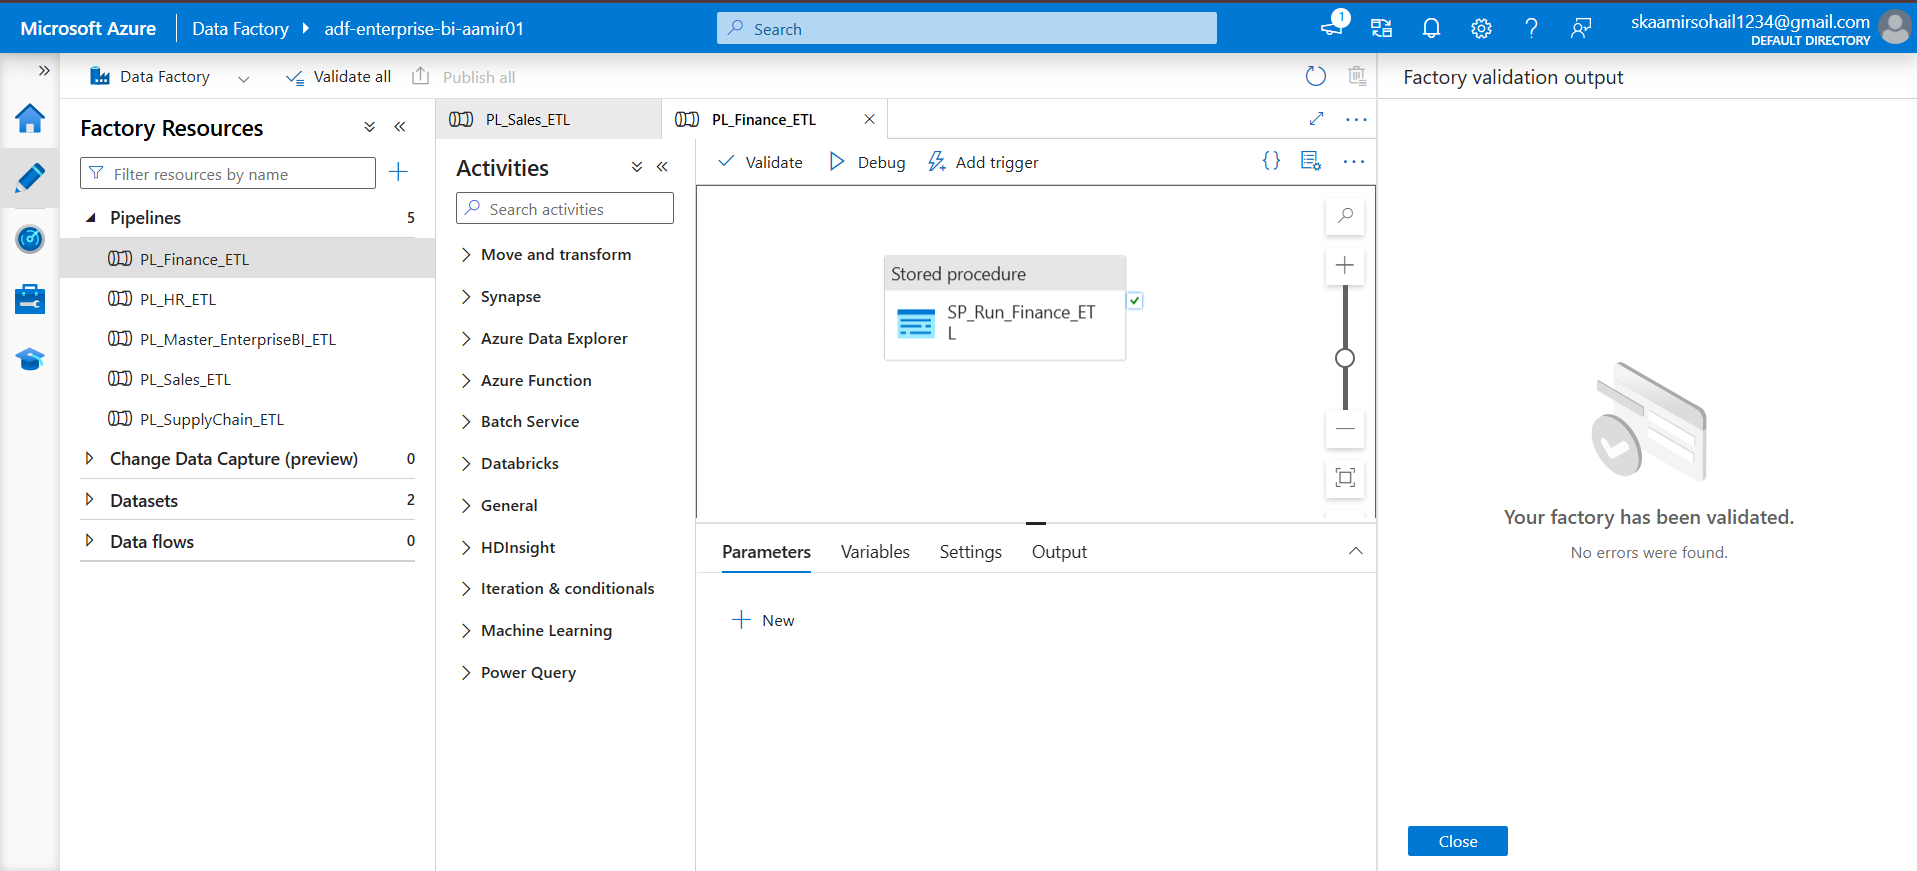 Microsoft Azure
Data Factory
adf-enterprise-bi-aamir01
Search
1
skaamirsohail1234@gmail.com
DEFAULT DIRECTORY
Data Factory
Validate all
Publish all
Factory Resources
Filter resources by name
Pipelines 5
PL_Finance_ETL
PL_HR_ETL
PL_Master_EnterpriseBI_ETL
PL_Sales_ETL
PL_SupplyChain_ETL
Change Data Capture (preview) 0
Datasets 2
Data flows 0
PL_Sales_ETL
PL_Finance_ETL
Activities
Search activities
Move and transform
Synapse
Azure Data Explorer
Azure Function
Batch Service
Databricks
General
HDInsight
Iteration & conditionals
Machine Learning
Power Query
Validate
Debug
Add trigger
{}
Stored procedure
SP_Run_Finance_ET
L
Parameters
Variables
Settings
Output
New
Factory validation output
Your factory has been validated.
No errors were found.
Close